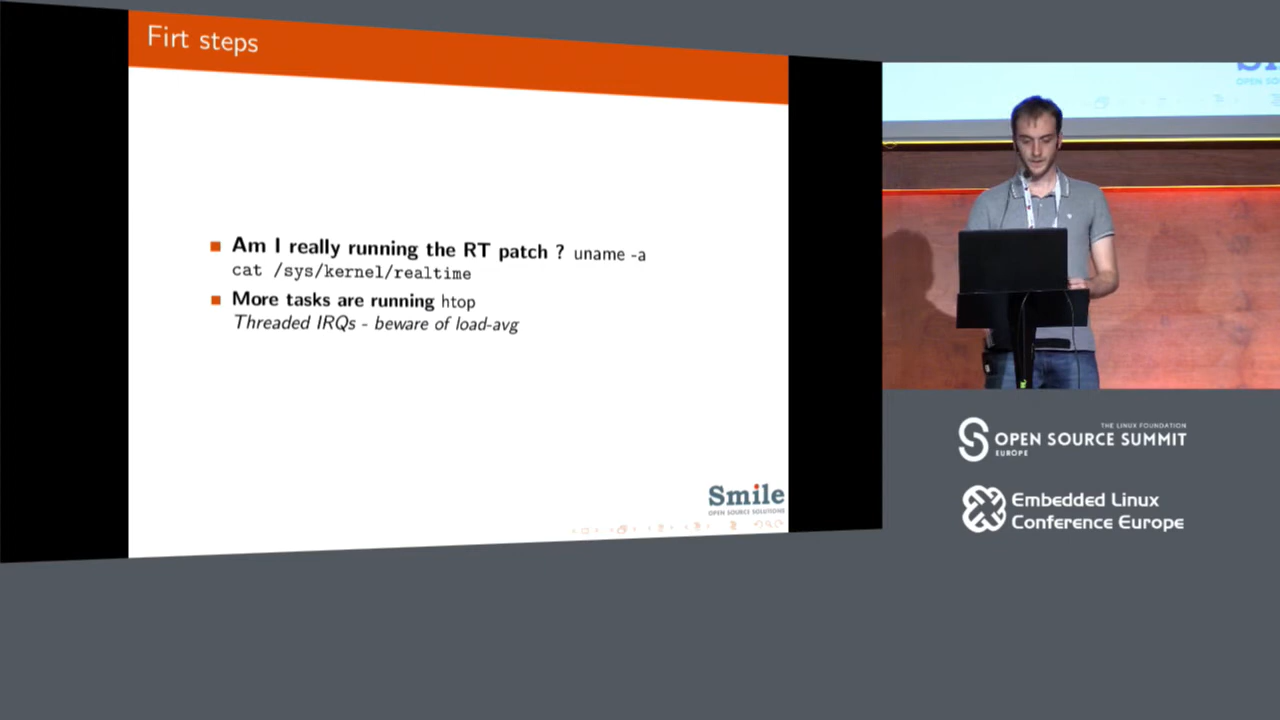 Firt steps
Am I really running the RT patch ? uname -a
cat /sys/kernel/realtime
More tasks are running htop
Threaded IRQs - beware of load-avg
Smile
OPEN SOURCE SOLUTIONS
OPEN SO
THE LINUX FOUNDATION
OPEN SOURCE SUMMIT
EUROPE
Embedded Linux
Conference Europe